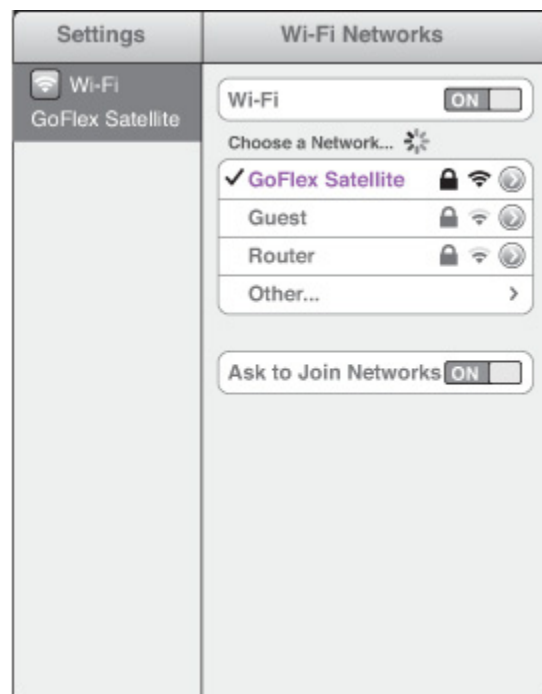 Settings
Wi-Fi Networks
Wi-Fi
GoFlex Satellite
Wi-Fi ON
Choose a Network...
GoFlex Satellite
Guest
Router
Other...
Ask to Join Networks ON